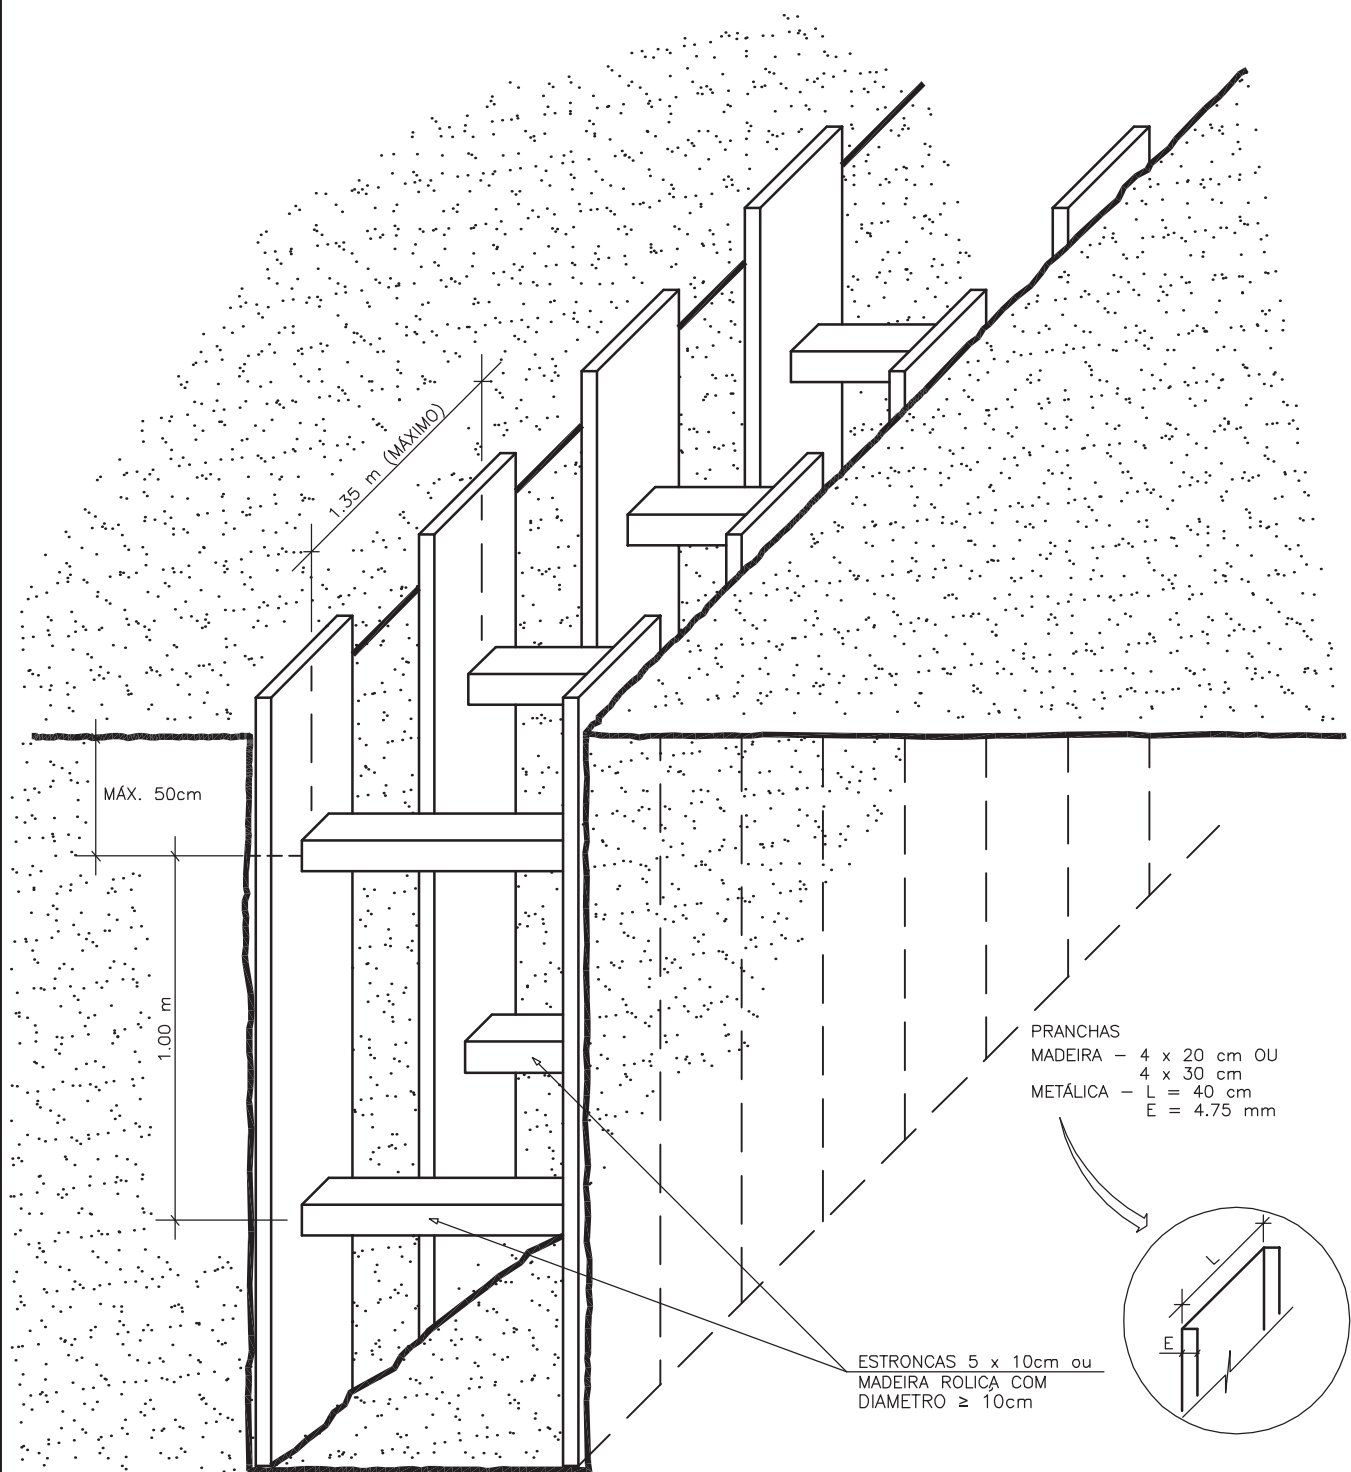 1.35 m (MÁXIMO)
MÁX. 50cm
1.00 m
PRANCHAS
MADEIRA – 4 x 20 cm OU
4 x 30 cm
METÁLICA – L = 40 cm
E = 4.75 mm
L
E
ESTRONCAS 5 x 10cm ou
MADEIRA ROLIÇA COM
DIAMETRO ≥ 10cm